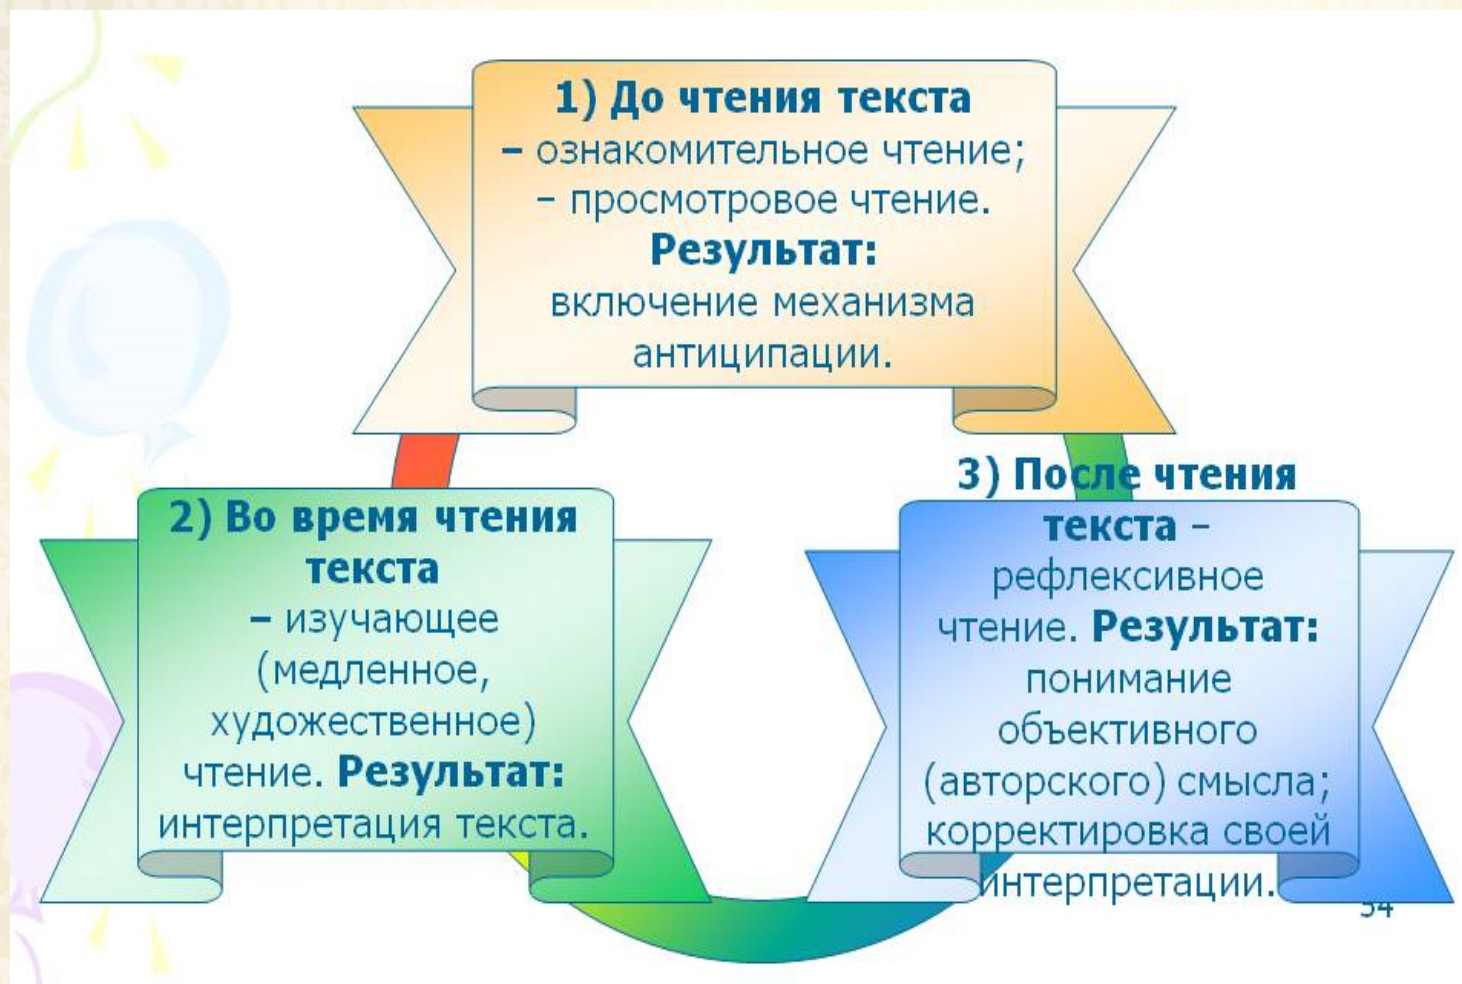 1) До чтения текста
– ознакомительное чтение;
– просмотровое чтение.
Результат:
включение механизма
антиципации.
2) Во время чтения
текста
– изучающее
(медленное,
художественное)
чтение. Результат:
интерпретация текста.
3) После чтения
текста –
рефлексивное
чтение. Результат:
понимание
объективного
(авторского) смысла;
корректировка своей
интерпретации.
54